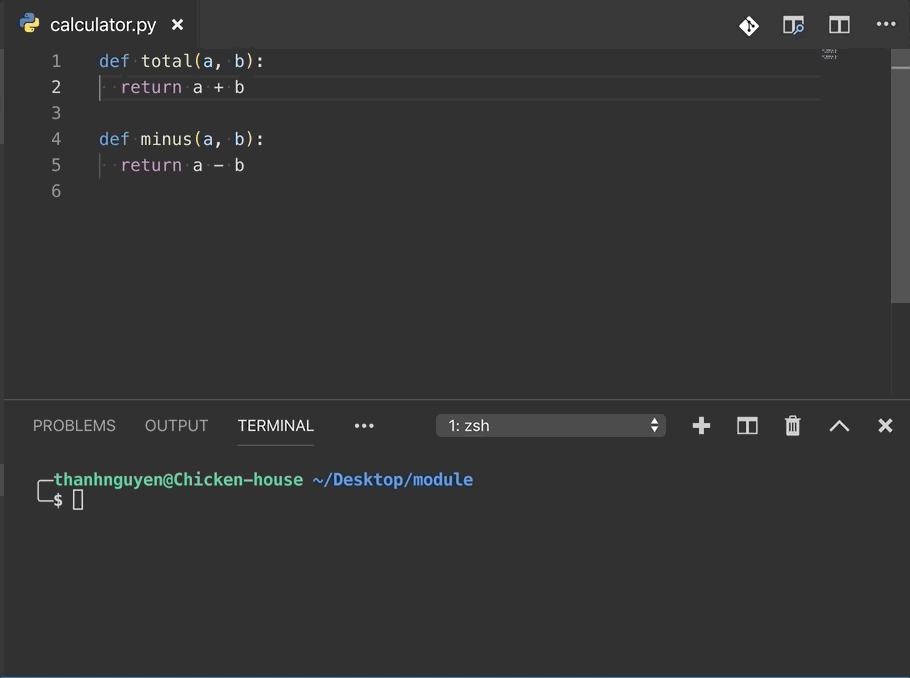 calculator.py
1 def total(a, b):
2   return a + b
3
4 def minus(a, b):
5   return a - b
6
PROBLEMS OUTPUT TERMINAL ••• 1: zsh
thanhnguyen@Chicken-house ~/Desktop/module
$